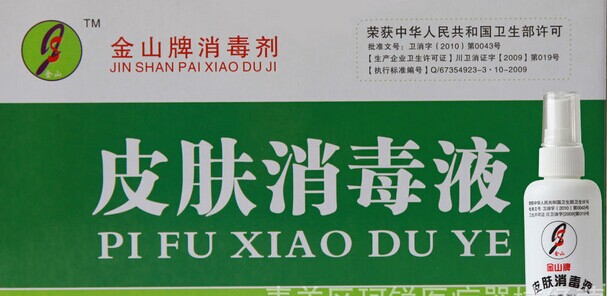 TM
金山
金山牌消毒剂
JIN SHAN PAI XIAO DU JI
荣获中华人民共和国卫生部许可
批准文号：卫消字（2010）第0043号
【生产企业卫生许可证】川卫消证字【2009】第019号
【执行标准编号】Q/67354923-3·10-2009
皮肤消毒液
PI FU XIAO DU YE
金山牌
皮肤消毒液